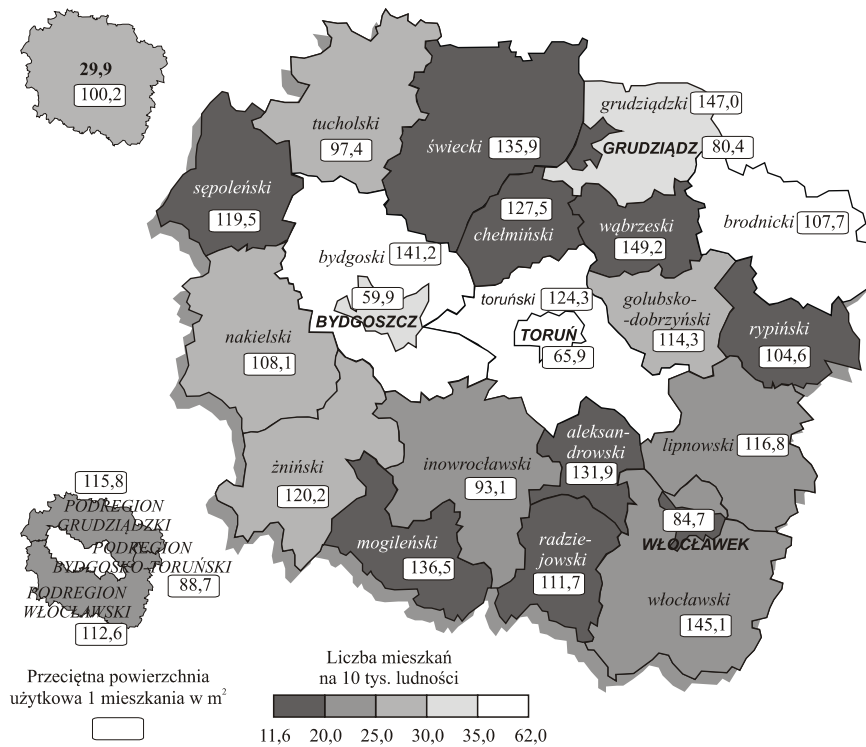 29,9
100,2
tucholski
97,4
świecki 135,9
grudziądzki 147,0
GRUDZIĄDZ 80,4
sępoleński
119,5
127,5
chełmiński
wąbrzeski
149,2
brodnicki 107,7
bydgoski 141,2
59,9
BYDGOSZCZ
toruński 124,3
TORUŃ
65,9
golubsko-
-dobrzyński
114,3
rypiński
104,6
nakielski
108,1
żniński
120,2
inowrocławski
93,1
aleksan-
drowski
131,9
lipnowski 116,8
84,7
WŁOCŁAWEK
mogileński
136,5
radzie-
jowski
111,7
włocławski
145,1
115,8
PODREGION
GRUDZIĄDZKI
PODREGION
BYDGOSKO-TORUŃSKI
88,7
PODREGION
WŁOCŁAWSKI
112,6
Przeciętna powierzchnia
użytkowa 1 mieszkania w m²
Liczba mieszkań
na 10 tys. ludności
11,6 20,0 25,0 30,0 35,0 62,0